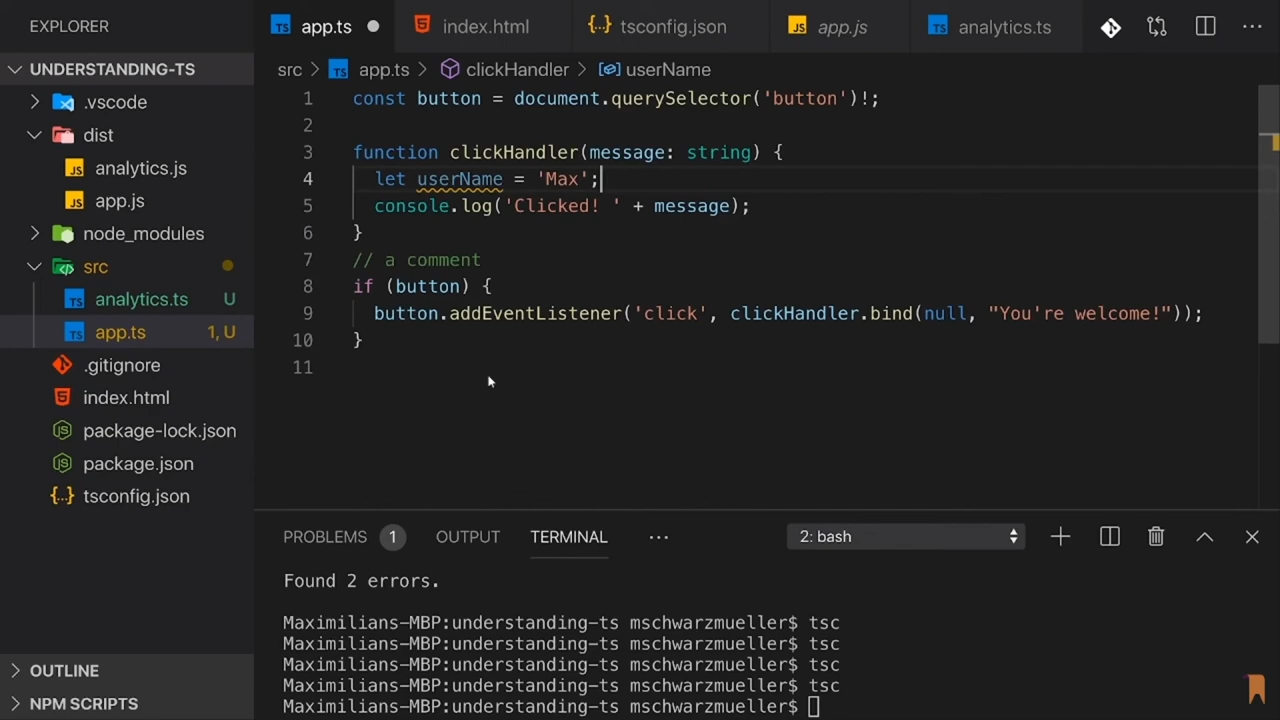 EXPLORER
app.ts
index.html
tsconfig.json
app.js
analytics.ts
UNDERSTANDING-TS
src > app.ts > clickHandler > userName
.vscode
dist
analytics.js
app.js
node_modules
src
analytics.ts U
app.ts 1, U
.gitignore
index.html
package-lock.json
package.json
tsconfig.json
OUTLINE
NPM SCRIPTS
1 const button = document.querySelector('button')!;
2
3 function clickHandler(message: string) {
4 let userName = 'Max';
5 console.log('Clicked! ' + message);
6 }
7 // a comment
8 if (button) {
9 button.addEventListener('click', clickHandler.bind(null, "You're welcome!"));
10 }
11
PROBLEMS 1 OUTPUT TERMINAL ... 2: bash
Found 2 errors.
Maximilians-MBP:understanding-ts mschwarzmueller$ tsc
Maximilians-MBP:understanding-ts mschwarzmueller$ tsc
Maximilians-MBP:understanding-ts mschwarzmueller$ tsc
Maximilians-MBP:understanding-ts mschwarzmueller$ tsc
Maximilians-MBP:understanding-ts mschwarzmueller$